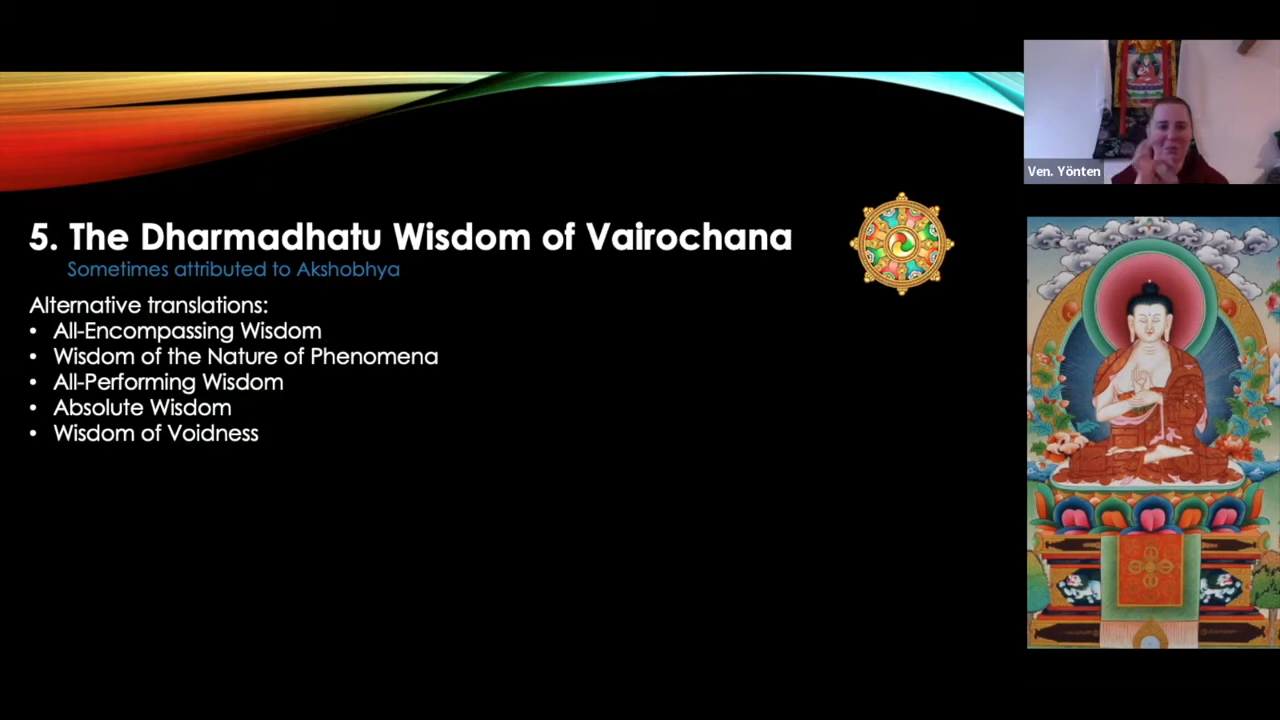 Ven. Yönten
5. The Dharmadhatu Wisdom of Vairochana
Sometimes attributed to Akshobhya
Alternative translations:
• All-Encompassing Wisdom
• Wisdom of the Nature of Phenomena
• All-Performing Wisdom
• Absolute Wisdom
• Wisdom of Voidness